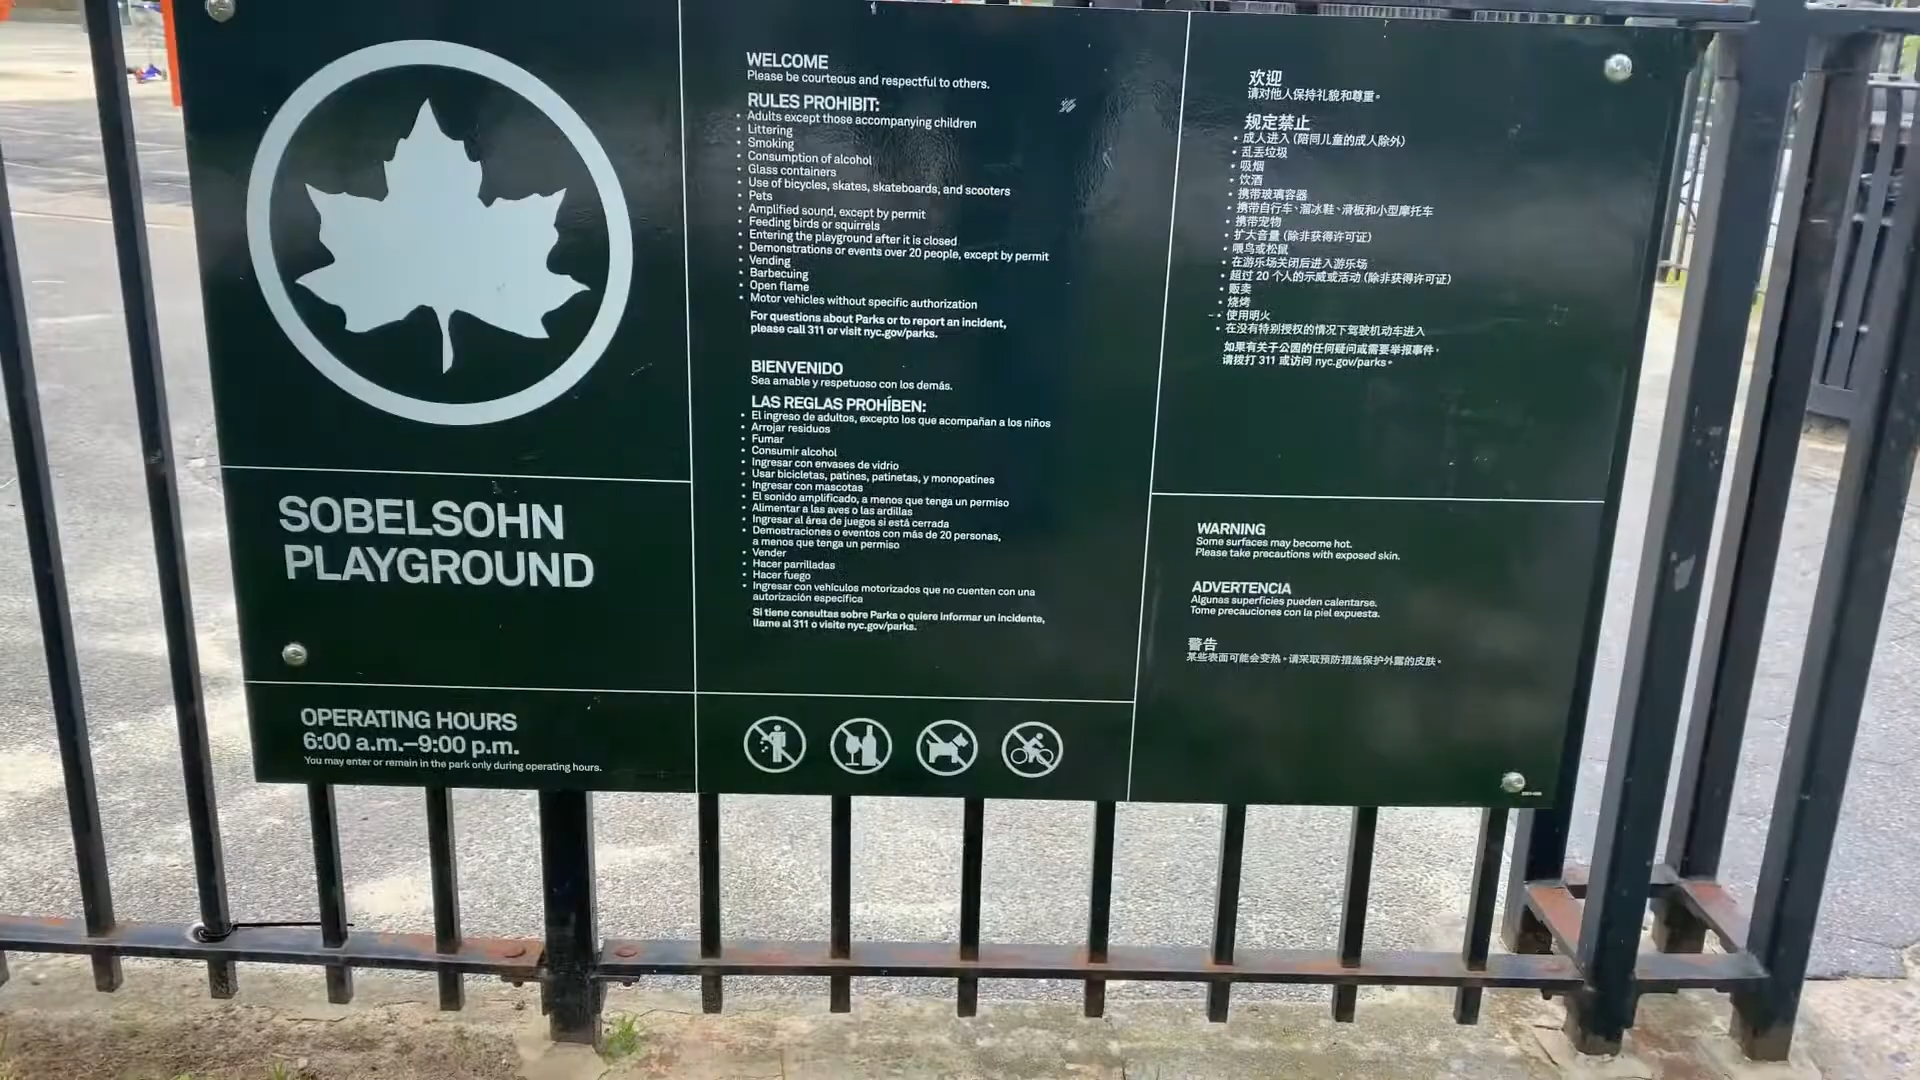 SOBELSOHN
PLAYGROUND
OPERATING HOURS
6:00 a.m.–9:00 p.m.
You may enter or remain in the park only during operating hours.
WELCOME
Please be courteous and respectful to others.
RULES PROHIBIT:
• Adults except those accompanying children
• Littering
• Smoking
• Consumption of alcohol
• Glass containers
• Use of bicycles, skates, skateboards, and scooters
• Pets
• Amplified sound, except by permit
• Feeding birds or squirrels
• Entering the playground after it is closed
• Demonstrations or events over 20 people, except by permit
• Vending
• Barbecuing
• Open flame
• Motor vehicles without specific authorization
For questions about Parks or to report an incident,
please call 311 or visit nyc.gov/parks.
BIENVENIDO
Sea amable y respetuoso con los demás.
LAS REGLAS PROHÍBEN:
• El ingreso de adultos, excepto los que acompañan a los niños
• Arrojar residuos
• Fumar
• Consumir alcohol
• Ingresar con envases de vidrio
• Usar bicicletas, patines, patinetas, y monopatines
• Ingresar con mascotas
• El sonido amplificado, a menos que tenga un permiso
• Alimentar a las aves o las ardillas
• Ingresar al área de juegos si está cerrada
• Demostraciones o eventos con más de 20 personas,
a menos que tenga un permiso
• Vender
• Hacer parrilladas
• Hacer fuego
• Ingresar con vehículos motorizados que no cuenten con una
autorización específica
Si tiene consultas sobre Parks o quiere informar un incidente,
llame al 311 o visite nyc.gov/parks.
欢迎
请对他人保持礼貌和尊重。
规定禁止
• 成人进入 (陪同儿童的成人除外)
• 乱丢垃圾
• 吸烟
• 饮酒
• 携带玻璃容器
• 携带自行车、溜冰鞋、滑板和小型摩托车
• 携带宠物
• 扩大音量 (除非获得许可证)
• 喂鸟或松鼠
• 在游乐场关闭后进入游乐场
• 超过 20 个人的示威或活动 (除非获得许可证)
• 贩卖
• 烧烤
• 使用明火
• 在没有特别授权的情况下驾驶机动车进入
如果有关于公园的任何疑问或需要举报事件，
请拨打 311 或访问 nyc.gov/parks。
WARNING
Some surfaces may become hot.
Please take precautions with exposed skin.
ADVERTENCIA
Algunas superficies pueden calentarse.
Tome precauciones con la piel expuesta.
警告
某些表面可能会变热。请采取预防措施保护外露的皮肤。